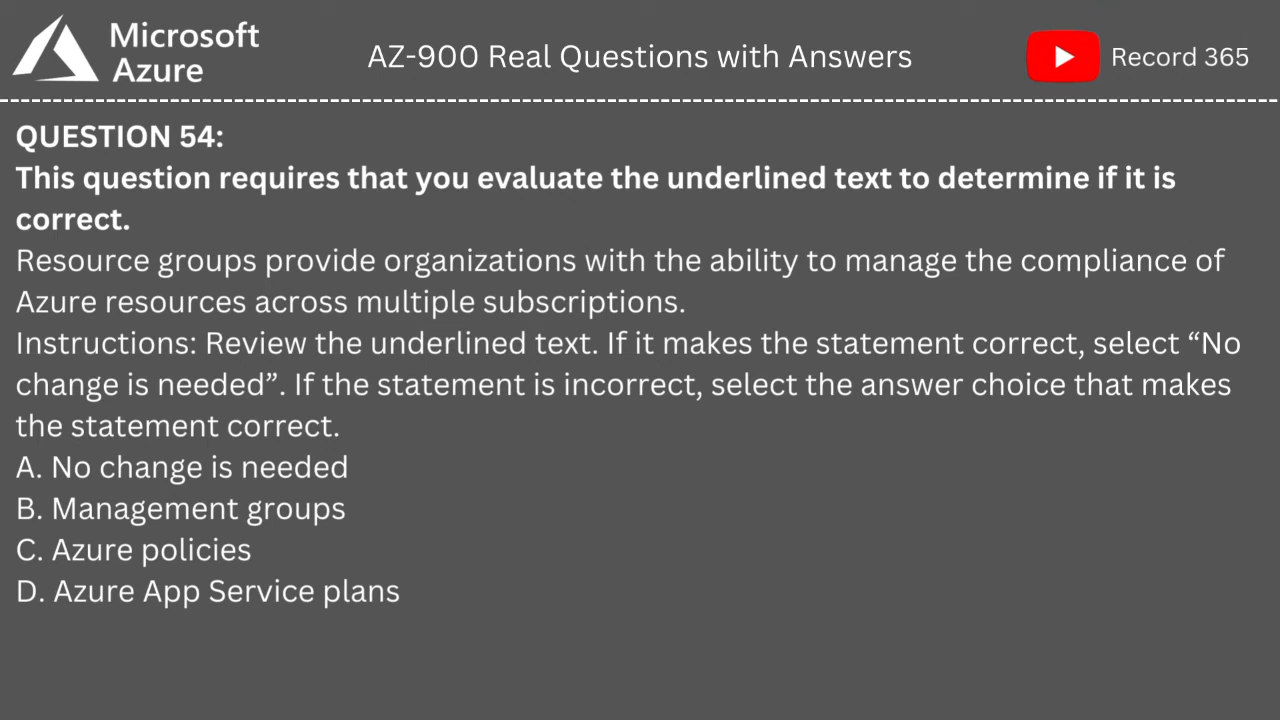 Microsoft
Azure
AZ-900 Real Questions with Answers
Record 365
QUESTION 54:
This question requires that you evaluate the underlined text to determine if it is
correct.
Resource groups provide organizations with the ability to manage the compliance of
Azure resources across multiple subscriptions.
Instructions: Review the underlined text. If it makes the statement correct, select “No
change is needed”. If the statement is incorrect, select the answer choice that makes
the statement correct.
A. No change is needed
B. Management groups
C. Azure policies
D. Azure App Service plans